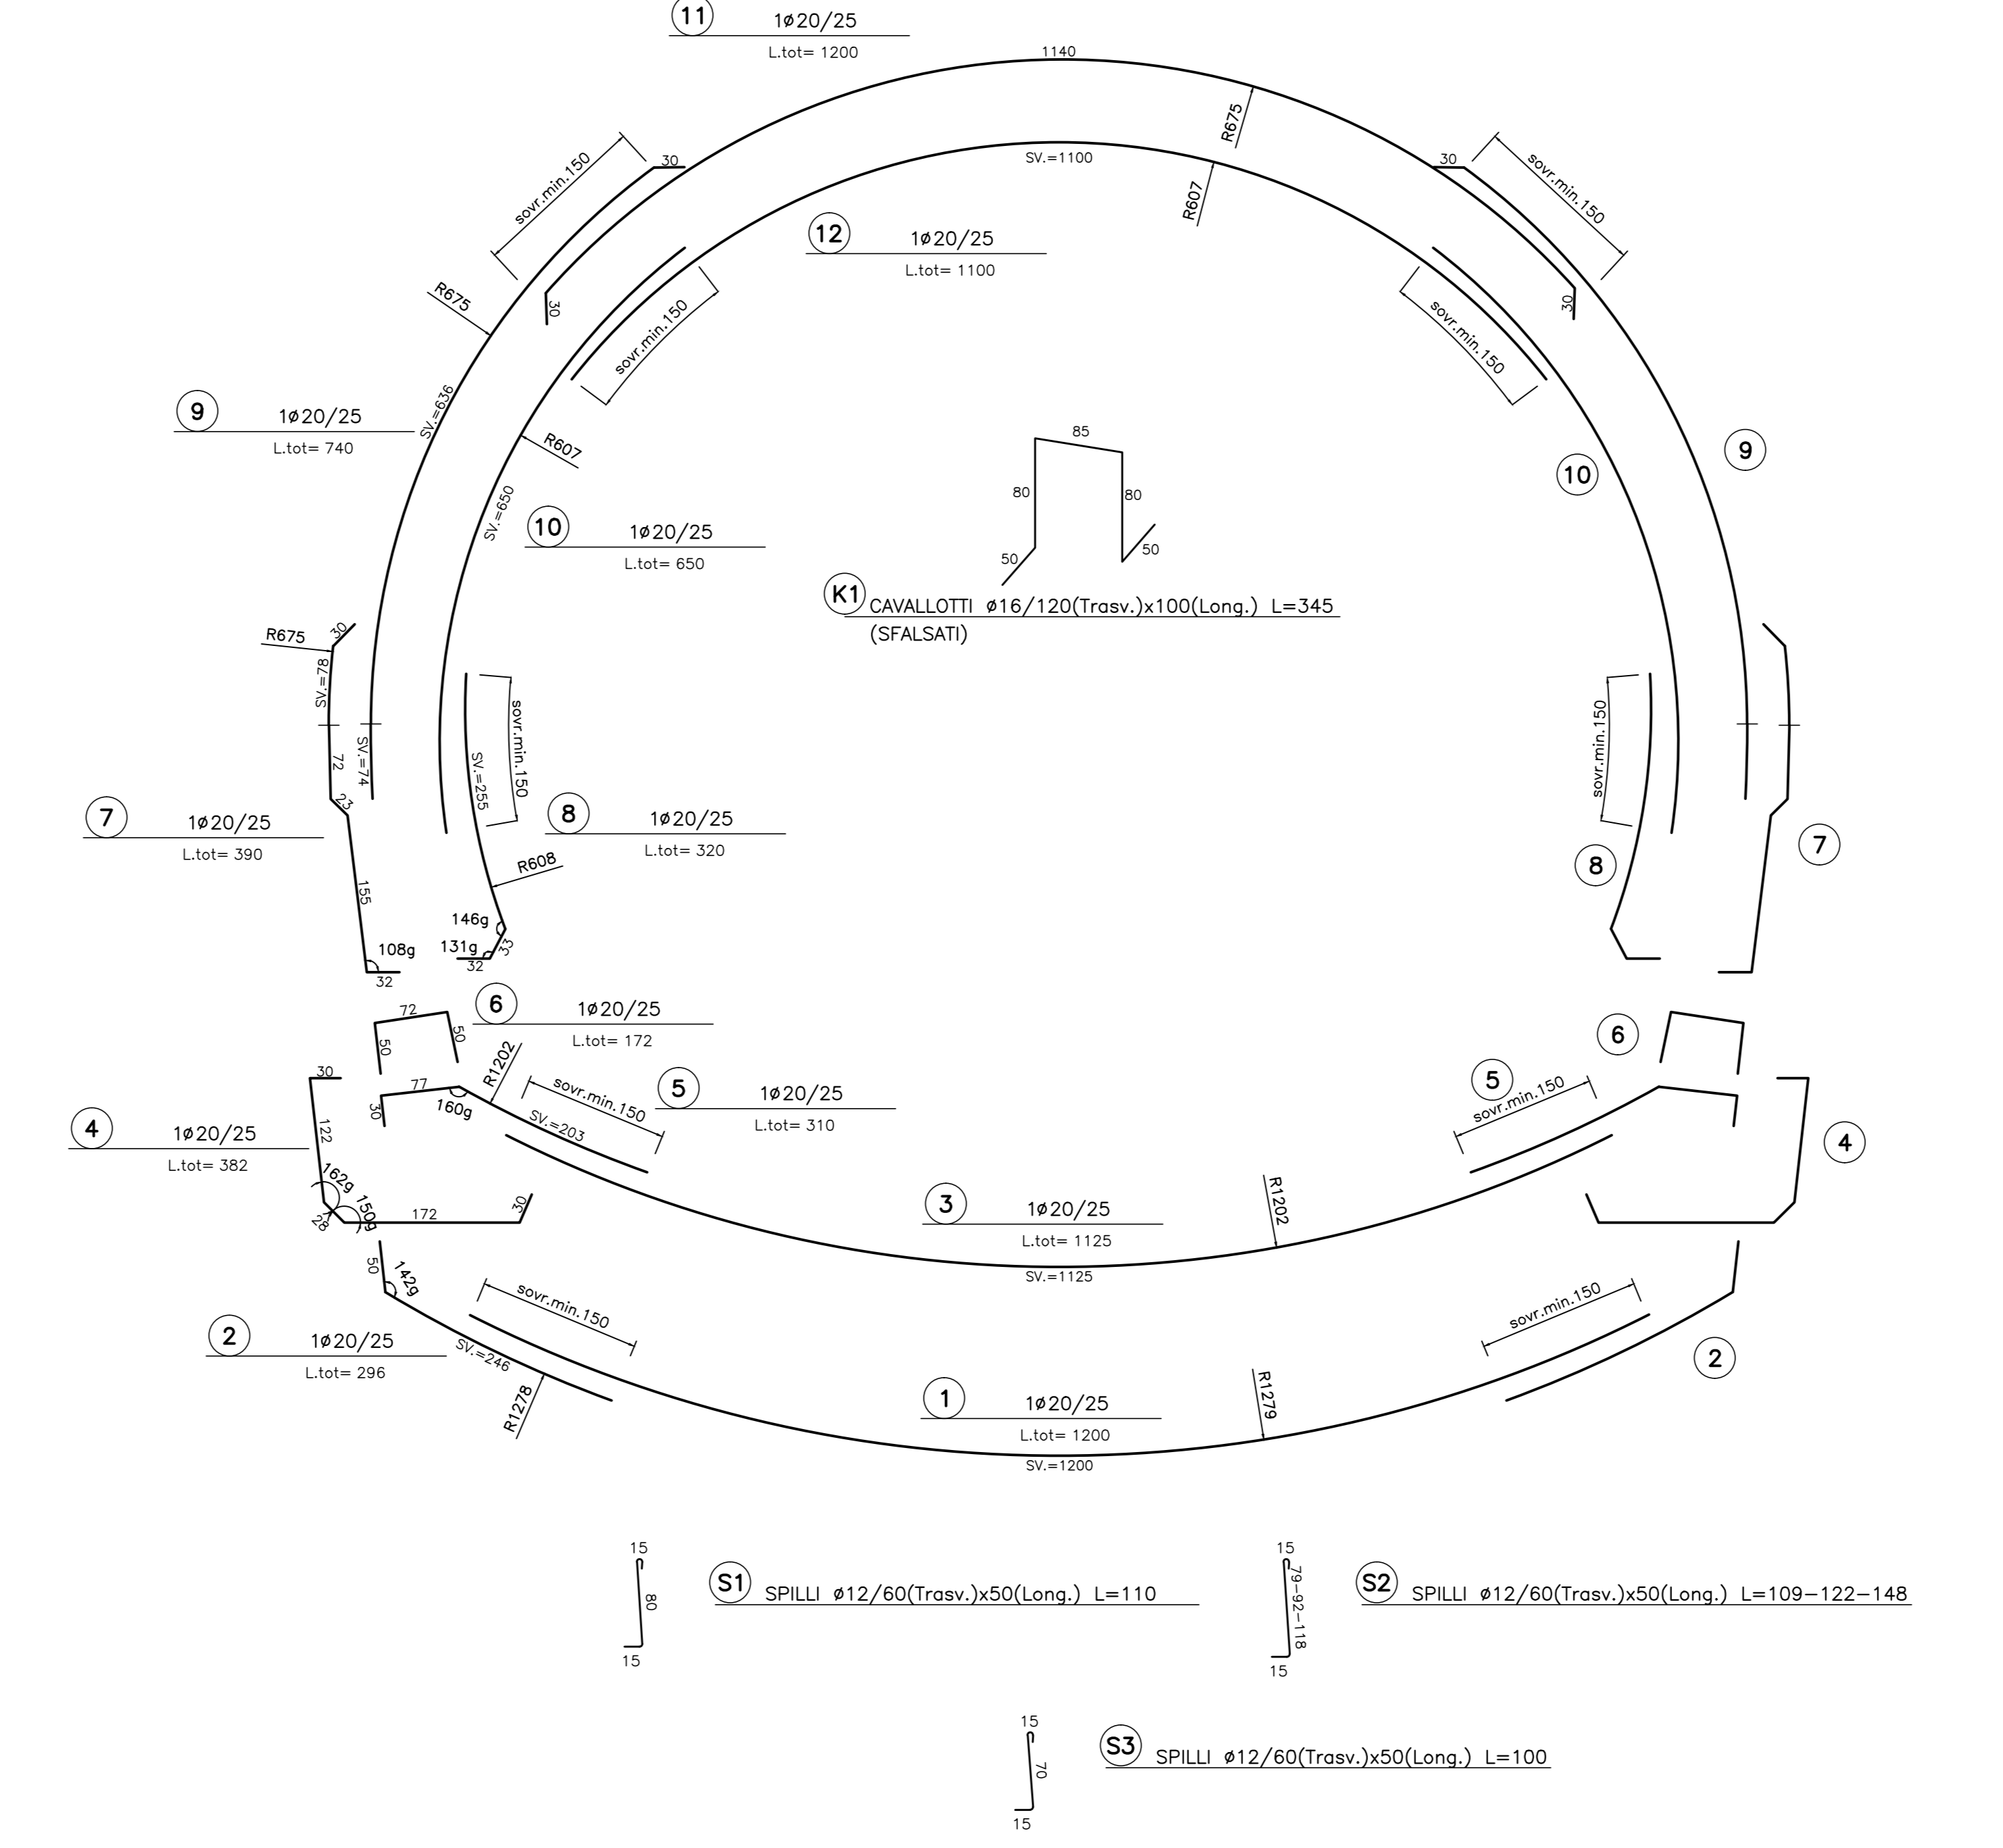 11 1ø20/25
L.tot= 1200
1140
R675
SV.=1100
R607
30
sovr.min.150
30
sovr.min.150
30
30
12 1ø20/25
L.tot= 1100
sovr.min.150
sovr.min.150
R675
SV.=636
9 1ø20/25
L.tot= 740
R607
SV.=650
10 1ø20/25
L.tot= 650
85
80
80
50
50
K1 CAVALLOTTI ø16/120(Trasv.)x100(Long.) L=345
(SFALSATI)
10
9
R675
30
SV.=78
72
SV.=74
23
sovr.min.150
SV.=255
sovr.min.150
7 1ø20/25
L.tot= 390
8 1ø20/25
L.tot= 320
R608
155
146g
131g
33
32
108g
32
8
7
72
50
50
6 1ø20/25
L.tot= 172
R1202
6
30
77
30
160g
sovr.min.150
SV.=203
5 1ø20/25
L.tot= 310
5
sovr.min.150
4 1ø20/25
L.tot= 382
122
162g
150g
28
172
30
4
3 1ø20/25
L.tot= 1125
R1202
SV.=1125
50
142g
sovr.min.150
sovr.min.150
2 1ø20/25
L.tot= 296
SV.=246
R1278
2
1 1ø20/25
L.tot= 1200
R1279
SV.=1200
15
80
15
S1 SPILLI ø12/60(Trasv.)x50(Long.) L=110
15
79-92-118
15
S2 SPILLI ø12/60(Trasv.)x50(Long.) L=109-122-148
15
70
15
S3 SPILLI ø12/60(Trasv.)x50(Long.) L=100